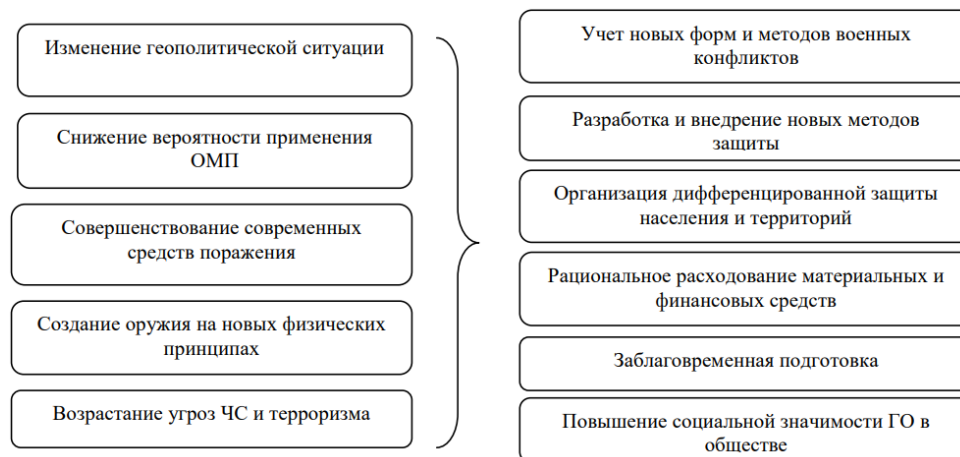 Изменение геополитической ситуации
Снижение вероятности применения
ОМП
Совершенствование современных
средств поражения
Создание оружия на новых физических
принципах
Возрастание угроз ЧС и терроризма
Учет новых форм и методов военных
конфликтов
Разработка и внедрение новых методов
защиты
Организация дифференцированной защиты
населения и территорий
Рациональное расходование материальных и
финансовых средств
Заблаговременная подготовка
Повышение социальной значимости ГО в
обществе